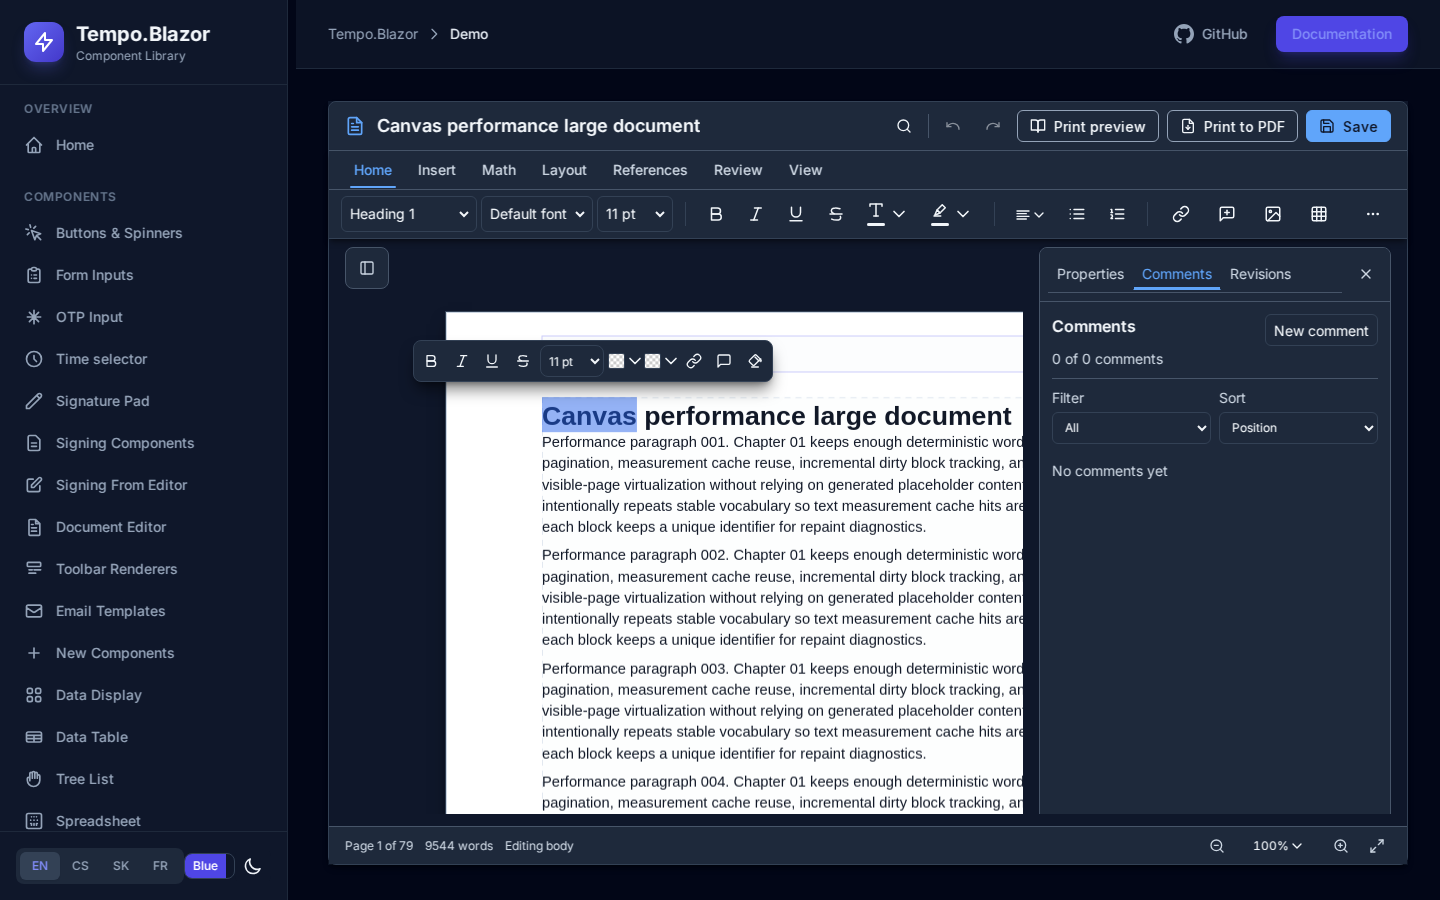 Tempo.Blazor
Component Library
OVERVIEW
Home
COMPONENTS
Buttons & Spinners
Form Inputs
OTP Input
Time selector
Signature Pad
Signing Components
Signing From Editor
Document Editor
Toolbar Renderers
Email Templates
New Components
Data Display
Data Table
Tree List
Spreadsheet
EN CS SK FR Blue
Tempo.Blazor Demo
GitHub
Documentation
Canvas performance large document
Print preview
Print to PDF
Save
Home Insert Math Layout References Review View
Heading 1 Default font 11 pt
11 pt
Canvas performance large document
Performance paragraph 001. Chapter 01 keeps enough deterministic word
pagination, measurement cache reuse, incremental dirty block tracking, an
visible-page virtualization without relying on generated placeholder content
intentionally repeats stable vocabulary so text measurement cache hits are
each block keeps a unique identifier for repaint diagnostics.
Performance paragraph 002. Chapter 01 keeps enough deterministic word
pagination, measurement cache reuse, incremental dirty block tracking, an
visible-page virtualization without relying on generated placeholder content
intentionally repeats stable vocabulary so text measurement cache hits are
each block keeps a unique identifier for repaint diagnostics.
Performance paragraph 003. Chapter 01 keeps enough deterministic word
pagination, measurement cache reuse, incremental dirty block tracking, an
visible-page virtualization without relying on generated placeholder content
intentionally repeats stable vocabulary so text measurement cache hits are
each block keeps a unique identifier for repaint diagnostics.
Performance paragraph 004. Chapter 01 keeps enough deterministic word
pagination, measurement cache reuse, incremental dirty block tracking, an
Properties Comments Revisions
Comments
New comment
0 of 0 comments
Filter Sort
All Position
No comments yet
Page 1 of 79 9544 words Editing body
100%